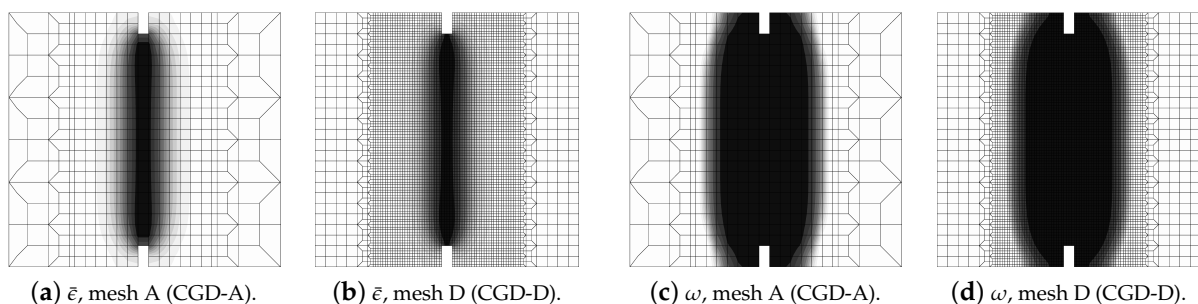 (a) ε̄, mesh A (CGD-A).
(b) ε̄, mesh D (CGD-D).
(c) ω, mesh A (CGD-A).
(d) ω, mesh D (CGD-D).